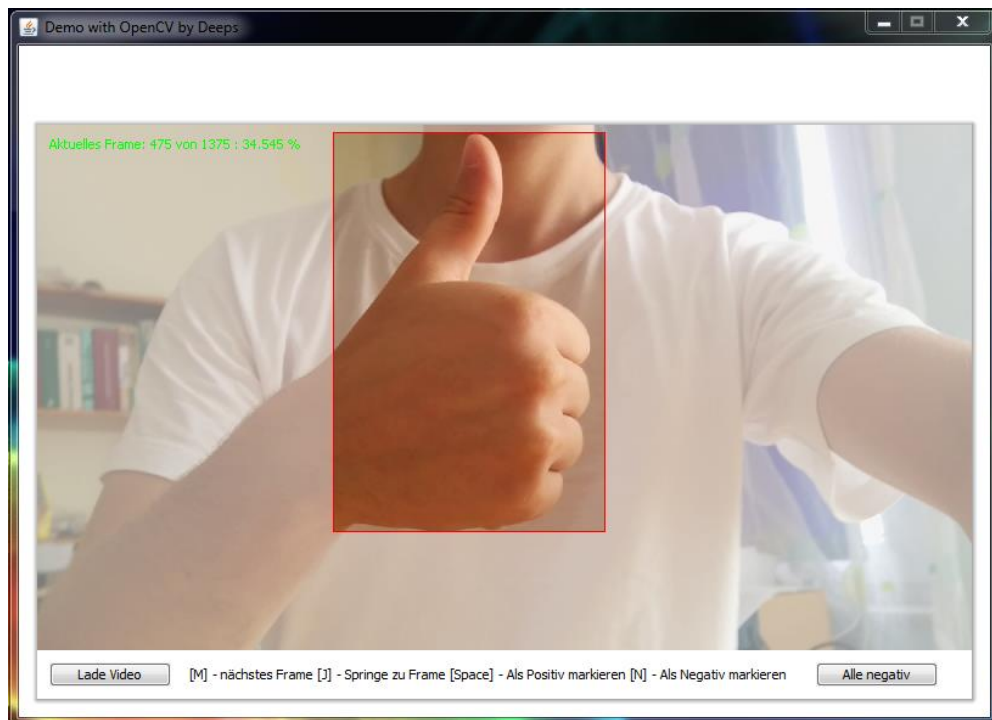 Demo with OpenCV by Deeps
Aktuelles Frame: 475 von 1375 : 34.545 %
Lade Video
[M] - nächstes Frame [J] - Springe zu Frame [Space] - Als Positiv markieren [N] - Als Negativ markieren
Alle negativ